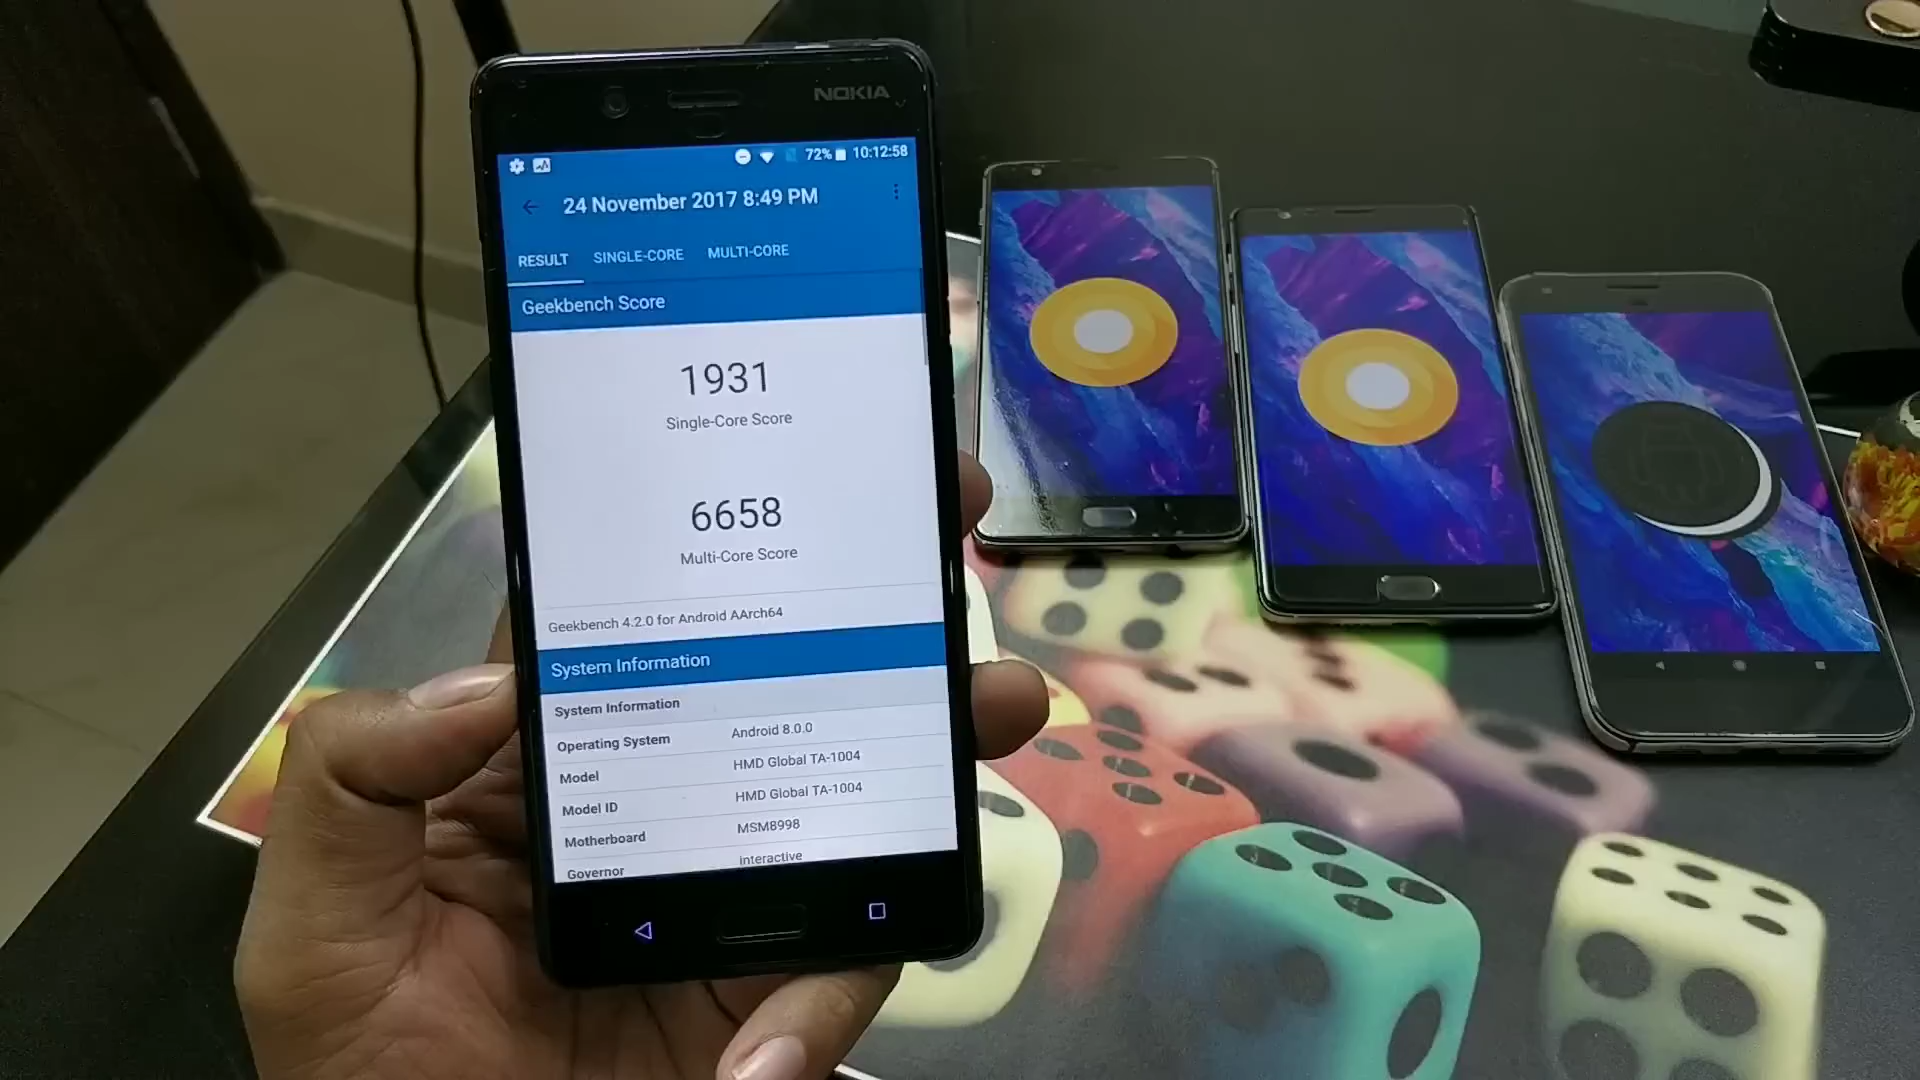 NOKIA
72% 10:12:58
24 November 2017 8:49 PM
RESULT SINGLE-CORE MULTI-CORE
Geekbench Score
1931
Single-Core Score
6658
Multi-Core Score
Geekbench 4.2.0 for Android AArch64
System Information
System Information
Operating System Android 8.0.0
Model HMD Global TA-1004
Model ID HMD Global TA-1004
Motherboard MSM8998
Governor interactive